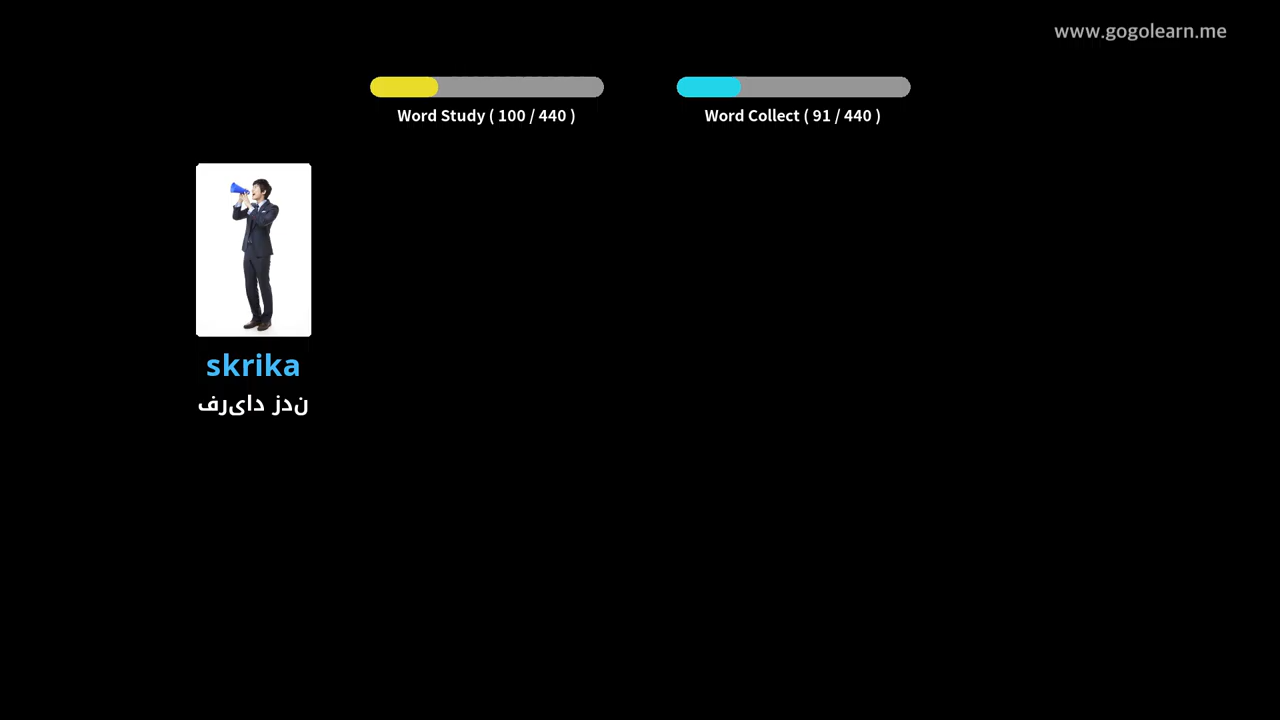 www.gogolearn.me
Word Study ( 100 / 440 )
Word Collect ( 91 / 440 )
skrika
فریاد زدن